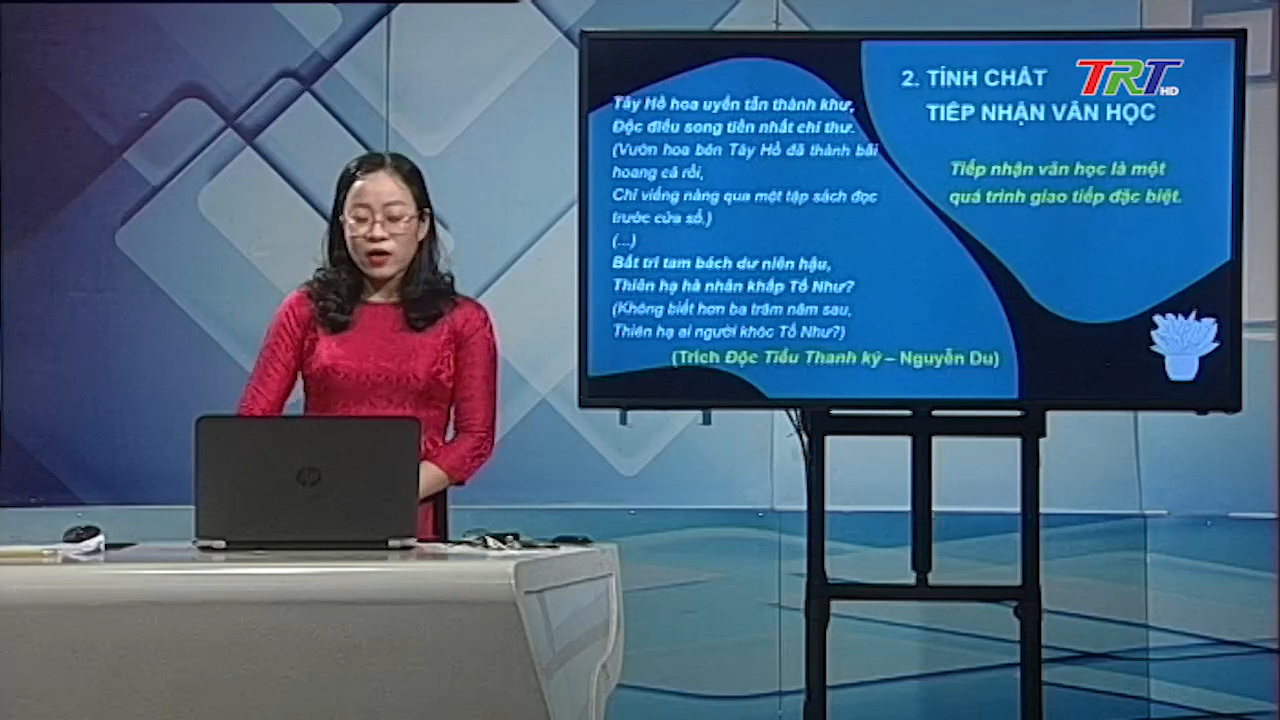 Tây Hồ hoa uyển tẫn thành khư,
Độc điếu song tiền nhất chỉ thư.
(Vườn hoa bên Tây Hồ đã thành bãi
hoang cả rồi,
Chỉ viếng nàng qua một tập sách đọc
trước cửa sổ.)
(...)
Bất tri tam bách dư niên hậu,
Thiên hạ hà nhân khấp Tố Như?
(Không biết hơn ba trăm năm sau,
Thiên hạ ai người khóc Tố Như?)
(Trích Độc Tiểu Thanh ký – Nguyễn Du)
2. TÍNH CHẤT
TIẾP NHẬN VĂN HỌC
Tiếp nhận văn học là một
quá trình giao tiếp đặc biệt.
TRT HD
hp